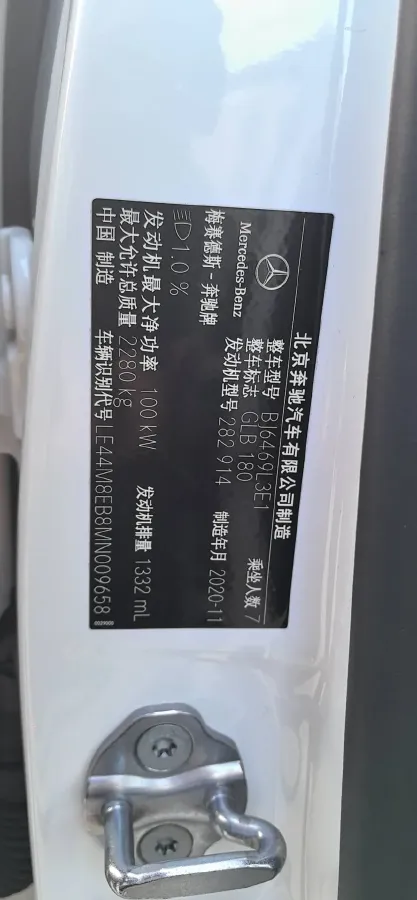 北京奔驰汽车有限公司制造
整车型号 BJ6469L3E1
整车标志 GLB 180 乘坐人数 7
发动机型号 282 914 制造年月 2020-11
Mercedes-Benz
梅赛德斯-奔驰牌
1.0 %
发动机最大净功率 100 kW 发动机排量 1332 mL
最大允许总质量 2280 kg
中国 制造 车辆识别代号 LE44M8EB8MN009658